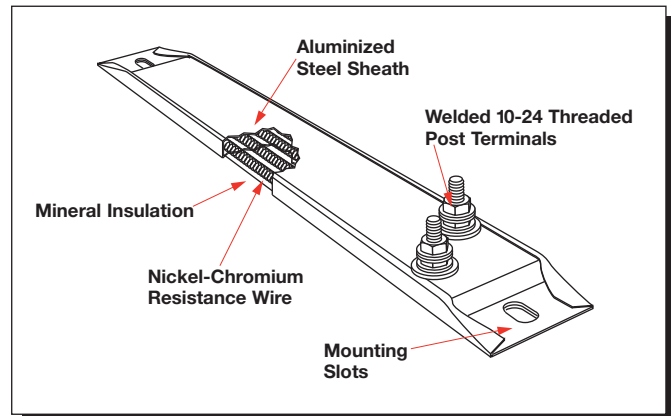 Aluminized
Steel Sheath
Welded 10-24 Threaded
Post Terminals
Mineral Insulation
Nickel-Chromium
Resistance Wire
Mounting
Slots